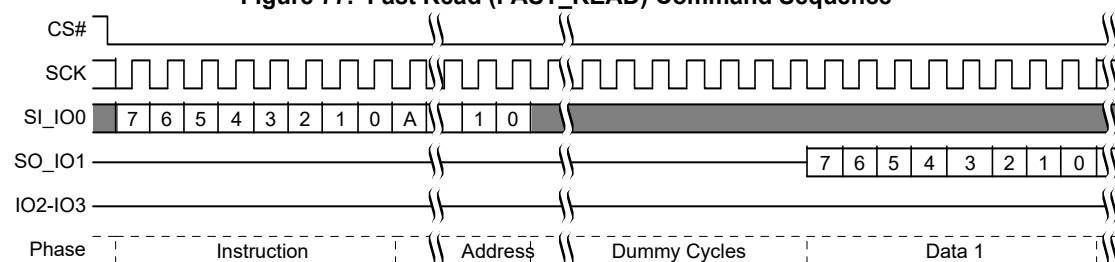 Figure 77. Fast Read (FAST_READ) Command Sequence
CS#
SCK
SI_IO0 7 6 5 4 3 2 1 0 A 1 0
SO_IO1 7 6 5 4 3 2 1 0
IO2-IO3
Phase Instruction Address Dummy Cycles Data 1